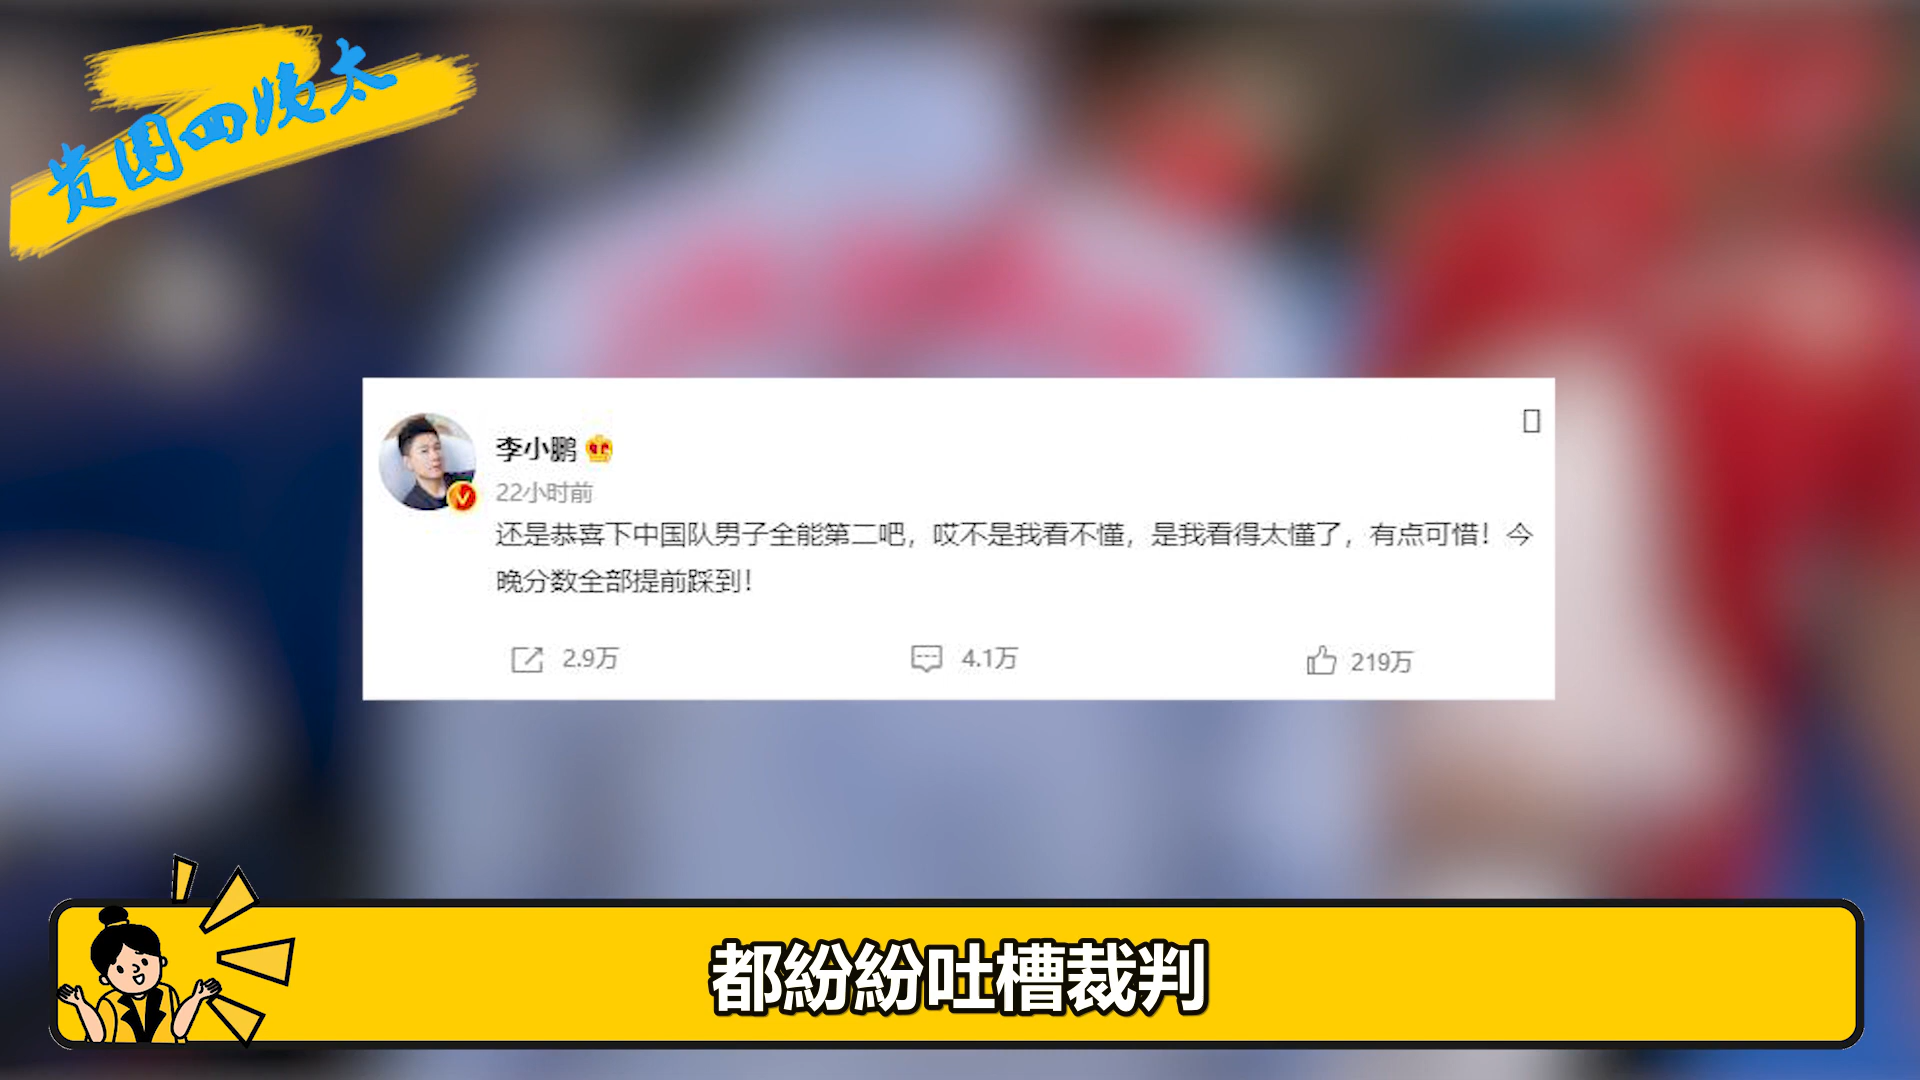 贵圈四姨太
李小鹏
22小时前
还是恭喜下中国队男子全能第二吧，哎不是我看不懂，是我看得太懂了，有点可惜！今
晚分数全部提前踩到！
2.9万
4.1万
219万
都紛紛吐槽裁判